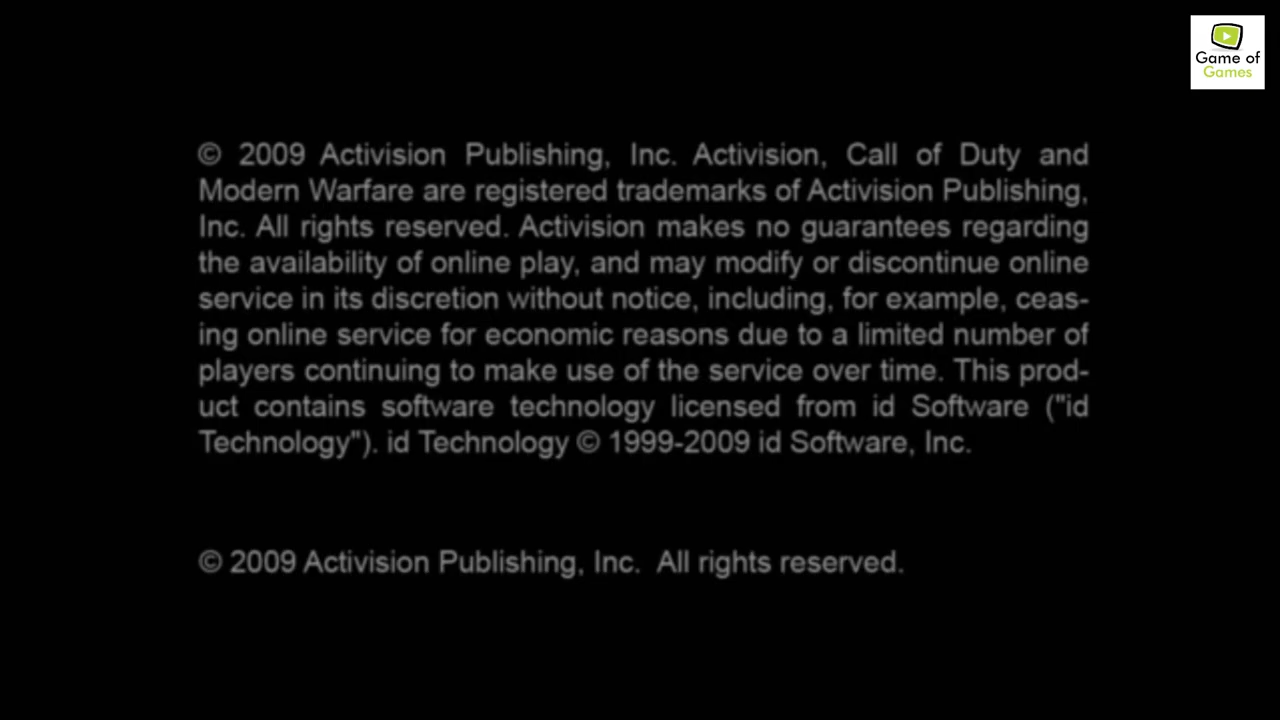 Game of
Games
© 2009 Activision Publishing, Inc. Activision, Call of Duty and
Modern Warfare are registered trademarks of Activision Publishing,
Inc. All rights reserved. Activision makes no guarantees regarding
the availability of online play, and may modify or discontinue online
service in its discretion without notice, including, for example, ceas-
ing online service for economic reasons due to a limited number of
players continuing to make use of the service over time. This prod-
uct contains software technology licensed from id Software ("id
Technology"). id Technology © 1999-2009 id Software, Inc.
© 2009 Activision Publishing, Inc.  All rights reserved.